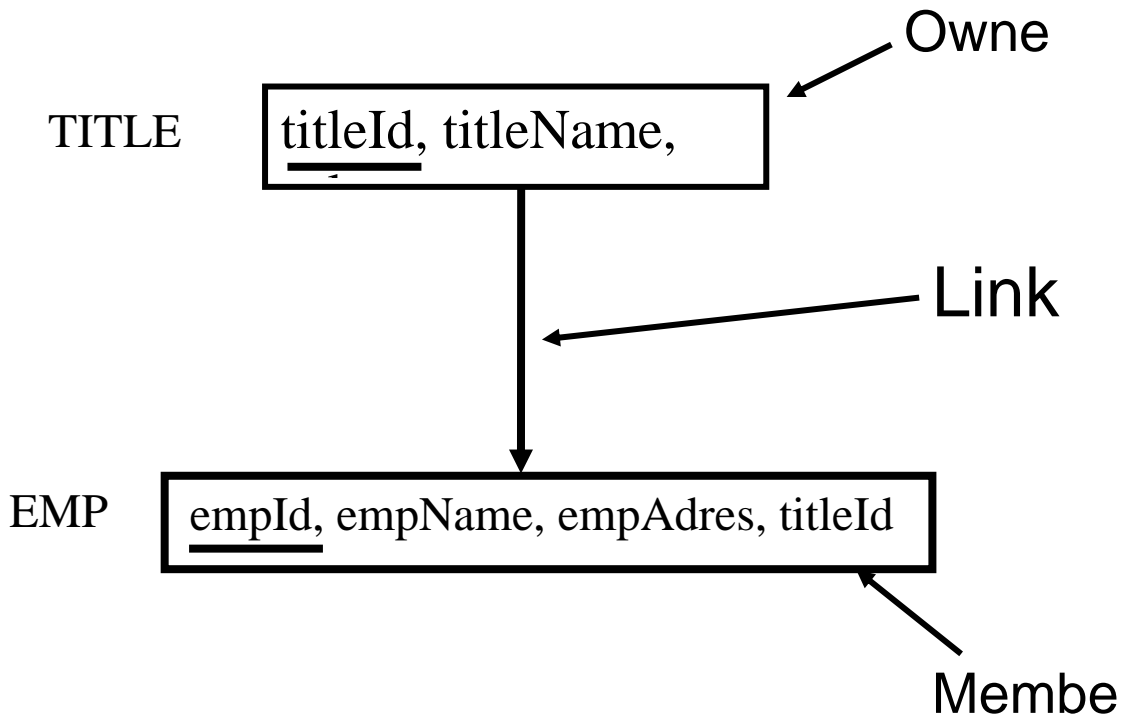 Owne
TITLE
titleId, titleName,
Link
EMP
empId, empName, empAdres, titleId
Membe